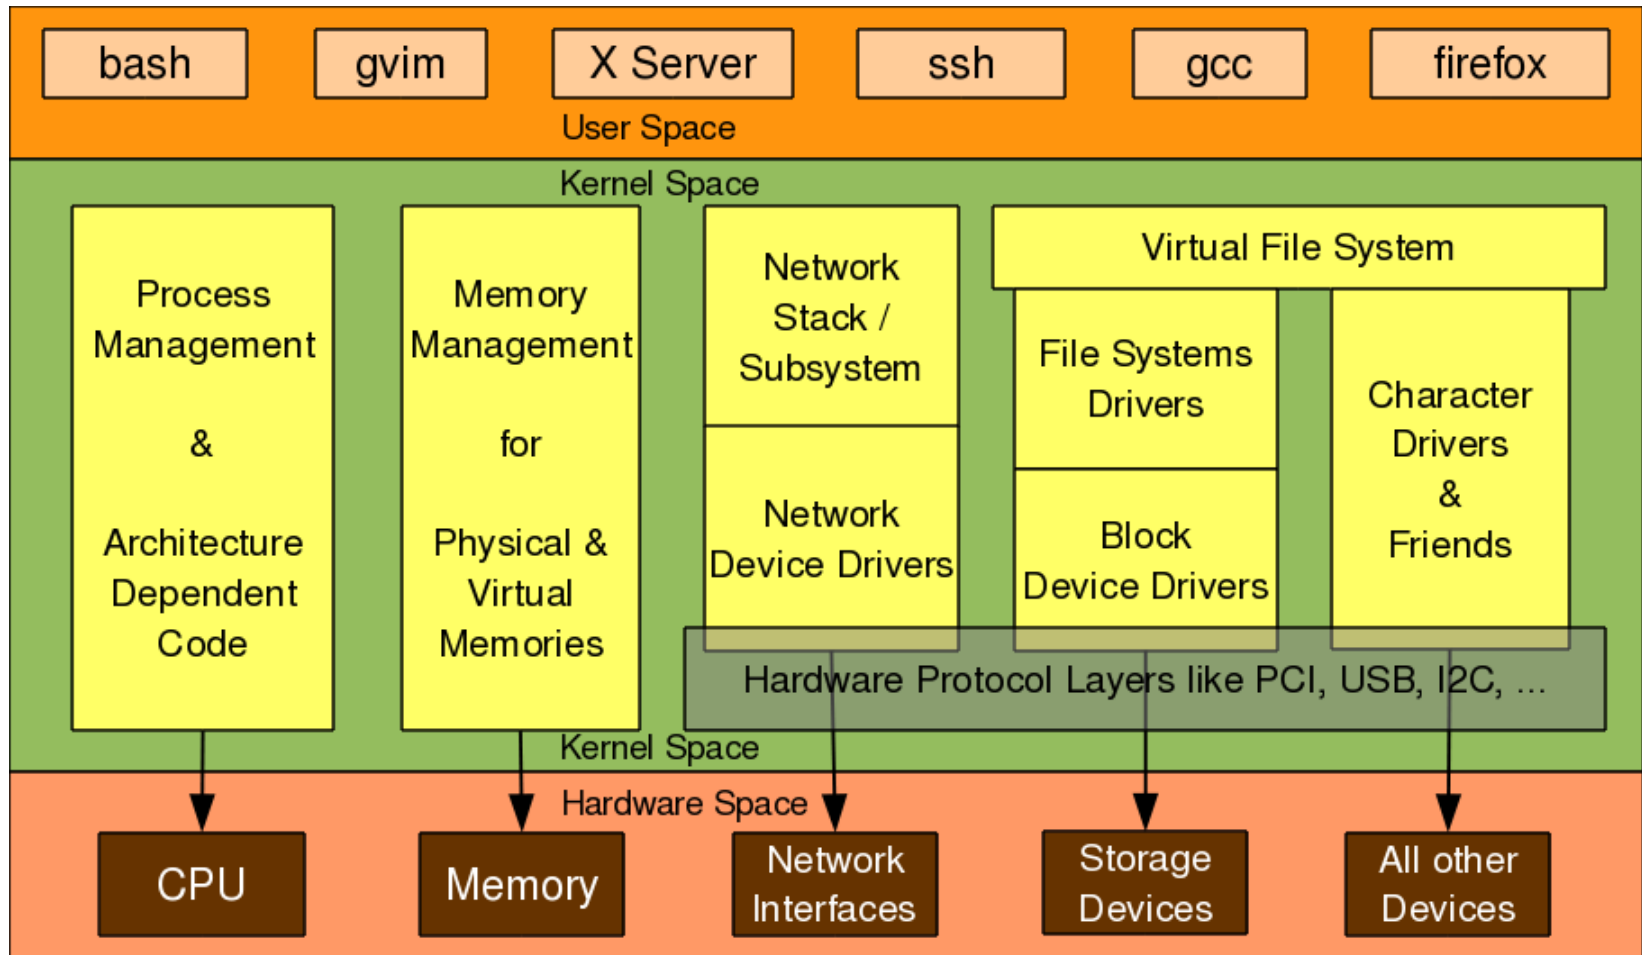 bash
gvim
X Server
ssh
gcc
firefox
User Space
Kernel Space
Process
Management
&
Architecture
Dependent
Code
Memory
Management
for
Physical &
Virtual
Memories
Network
Stack /
Subsystem
Network
Device Drivers
Virtual File System
File Systems
Drivers
Block
Device Drivers
Character
Drivers
&
Friends
Hardware Protocol Layers like PCI, USB, I2C, ...
Kernel Space
Hardware Space
CPU
Memory
Network
Interfaces
Storage
Devices
All other
Devices